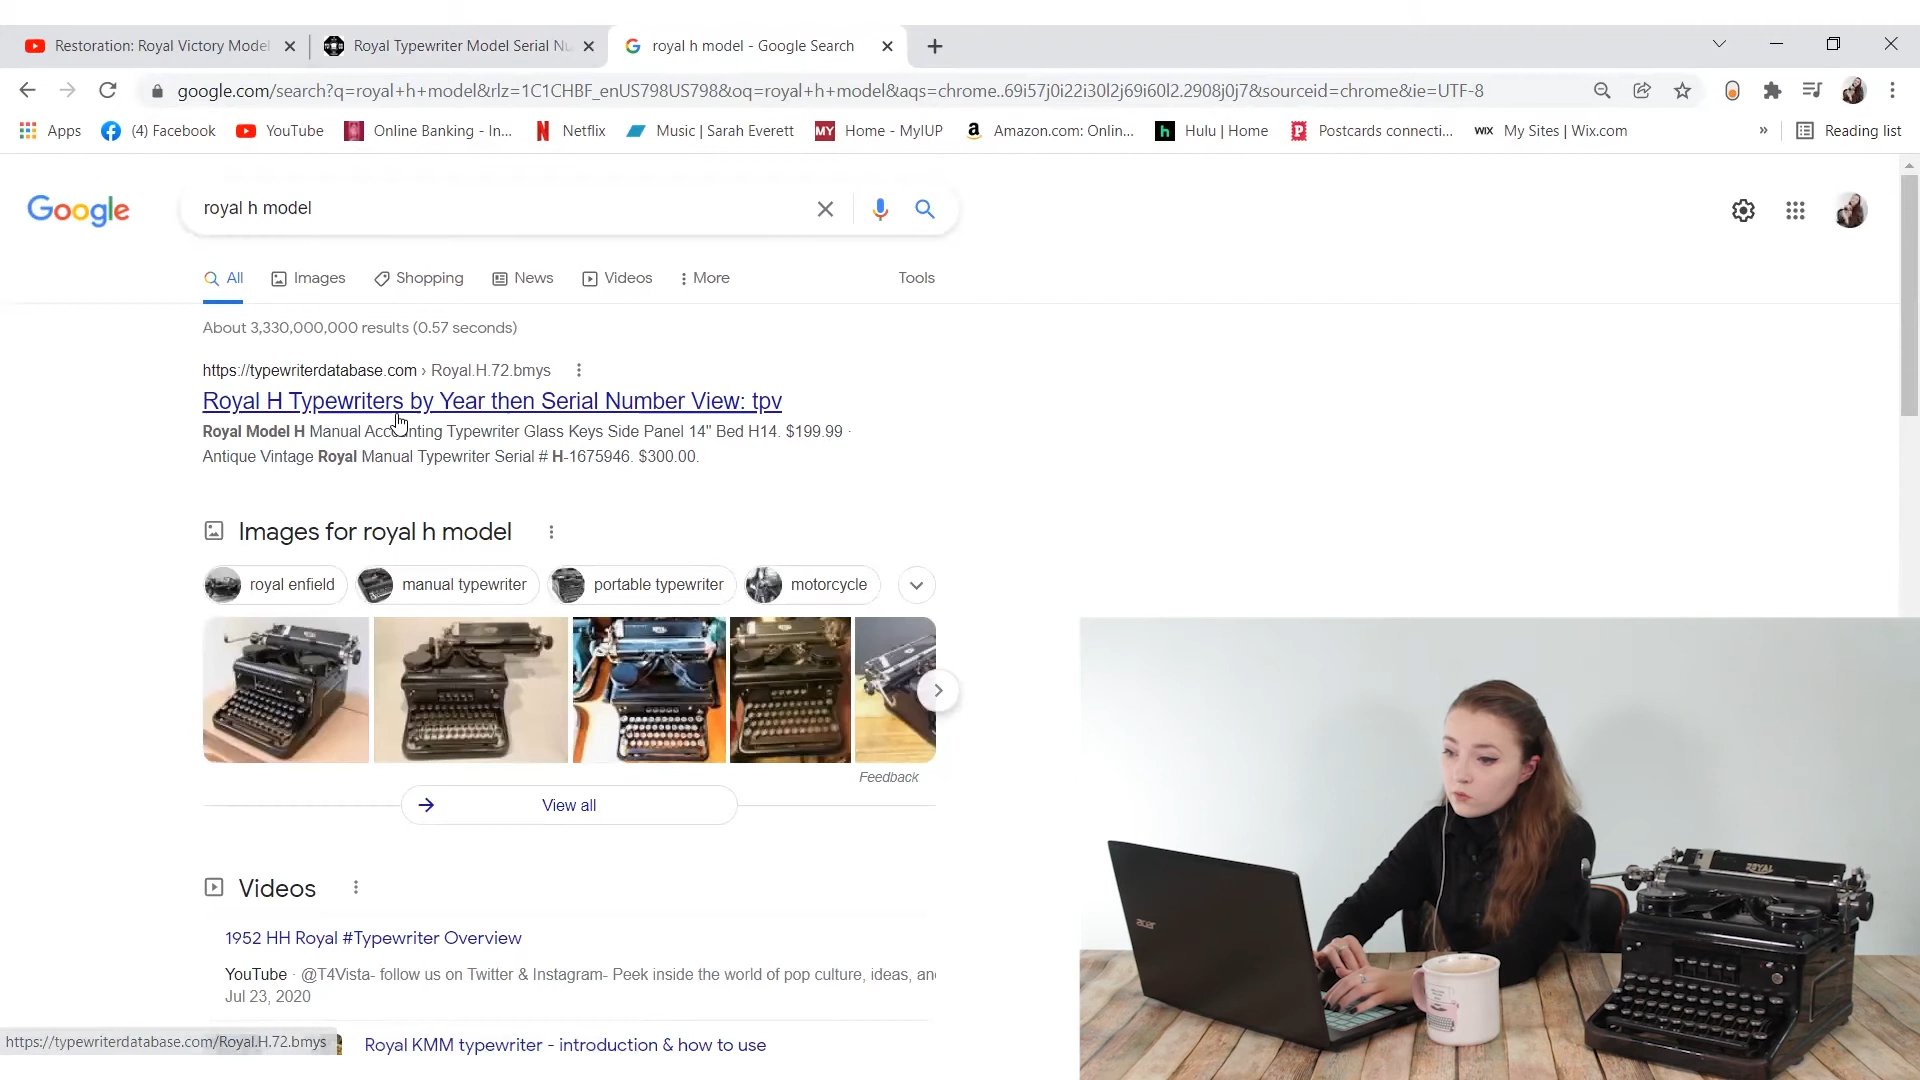 Restoration: Royal Victory Model
Royal Typewriter Model Serial Nu
royal h model - Google Search
google.com/search?q=royal+h+model&rlz=1C1CHBF_enUS798US798&oq=royal+h+model&aqs=chrome..69i57j0i22i30l2j69i60l2.2908j0j7&sourceid=chrome&ie=UTF-8
Apps
(4) Facebook
YouTube
Online Banking - In...
Netflix
Music | Sarah Everett
MY Home - MyIUP
Amazon.com: Onlin...
h Hulu | Home
Postcards connecti...
WIX My Sites | Wix.com
»
Reading list
Google
royal h model
All
Images
Shopping
News
Videos
More
Tools
About 3,330,000,000 results (0.57 seconds)
https://typewriterdatabase.com › Royal.H.72.bmys
Royal H Typewriters by Year then Serial Number View: tpv
Royal Model H Manual Accounting Typewriter Glass Keys Side Panel 14" Bed H14. $199.99 ·
Antique Vintage Royal Manual Typewriter Serial # H-1675946. $300.00.
Images for royal h model
royal enfield
manual typewriter
portable typewriter
motorcycle
Feedback
View all
Videos
1952 HH Royal #Typewriter Overview
YouTube · @T4Vista- follow us on Twitter & Instagram- Peek inside the world of pop culture, ideas, an
Jul 23, 2020
https://typewriterdatabase.com/Royal.H.72.bmys
Royal KMM typewriter - introduction & how to use
acer
ROYAL